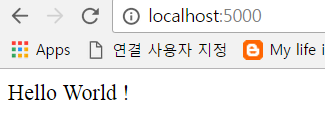 localhost:5000
Apps 연결 사용자 지정 My life i
Hello World !